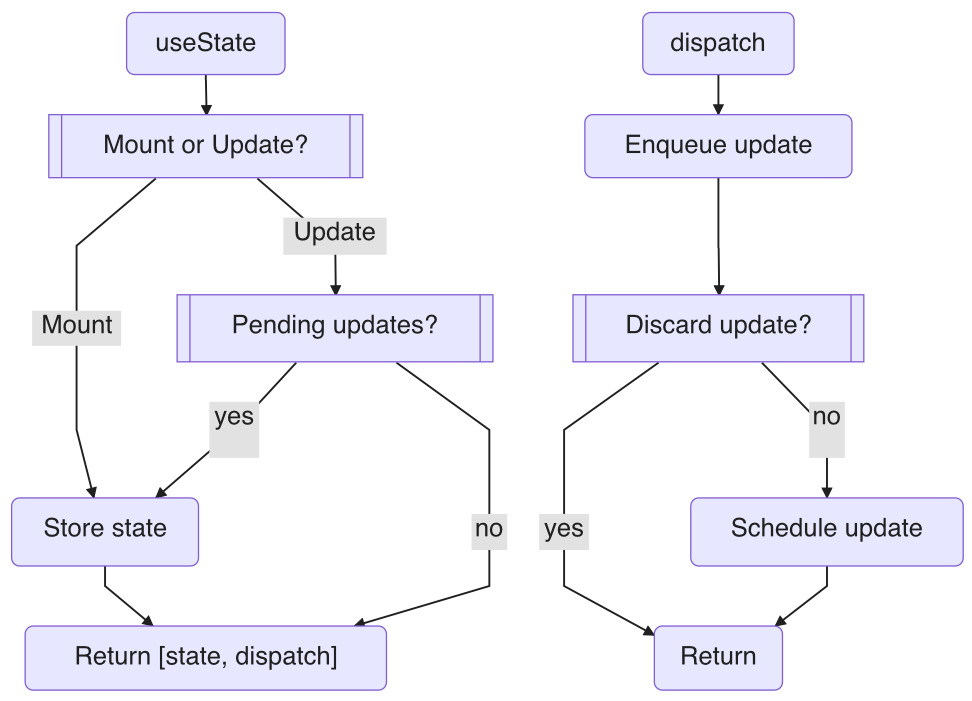 useState
Mount or Update?
Update
Mount
Pending updates?
yes
no
Store state
Return [state, dispatch]
dispatch
Enqueue update
Discard update?
no
yes
Schedule update
Return